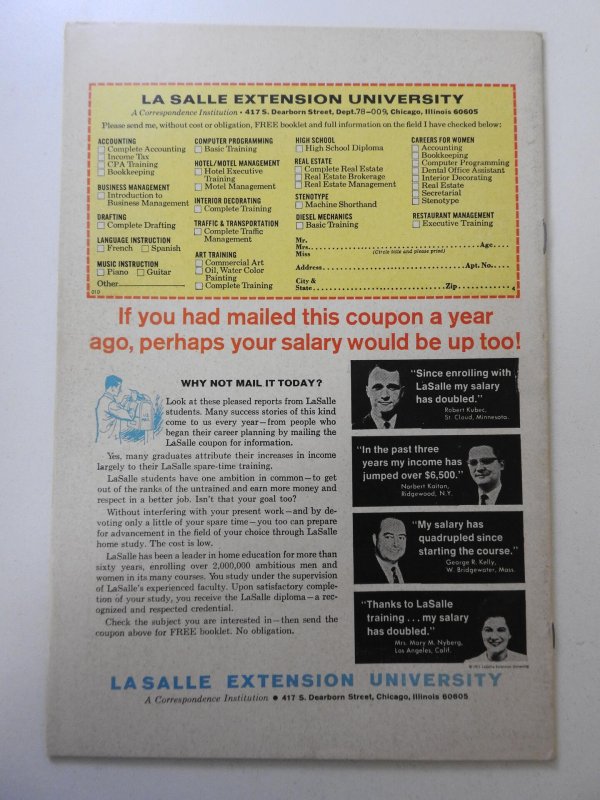 LA SALLE EXTENSION UNIVERSITY
A Correspondence Institution • 417 S. Dearborn Street, Dept. 78-009, Chicago, Illinois 60605
Please send me, without cost or obligation, FREE booklet and full information on the field I have checked below:
ACCOUNTING
Complete Accounting
Income Tax
CPA Training
Bookkeeping
BUSINESS MANAGEMENT
Introduction to
Business Management
DRAFTING
Complete Drafting
LANGUAGE INSTRUCTION
French Spanish
MUSIC INSTRUCTION
Piano Guitar
Other
010
COMPUTER PROGRAMMING
Basic Training
HOTEL/MOTEL MANAGEMENT
Hotel Executive
Training
Motel Management
INTERIOR DECORATING
Complete Training
TRAFFIC & TRANSPORTATION
Complete Traffic
Management
ART TRAINING
Commercial Art
Oil, Water Color
Painting
Complete Training
HIGH SCHOOL
High School Diploma
REAL ESTATE
Complete Real Estate
Real Estate Brokerage
Real Estate Management
STENOTYPE
Machine Shorthand
DIESEL MECHANICS
Basic Training
CAREERS FOR WOMEN
Accounting
Bookkeeping
Computer Programming
Dental Office Assistant
Interior Decorating
Real Estate
Secretarial
Stenotype
RESTAURANT MANAGEMENT
Executive Training
Mr.
Mrs. Age
Miss (Circle title and please print)
Address Apt. No.
City &
State Zip 4
If you had mailed this coupon a year
ago, perhaps your salary would be up too!
WHY NOT MAIL IT TODAY?
Look at these pleased reports from LaSalle
students. Many success stories of this kind
come to us every year—from people who
began their career planning by mailing the
LaSalle coupon for information.
Yes, many graduates attribute their increases in income
largely to their LaSalle spare-time training.
LaSalle students have one ambition in common—to get
out of the ranks of the untrained and earn more money and
respect in a better job. Isn't that your goal too?
Without interfering with your present work—and by de-
voting only a little of your spare time—you too can prepare
for advancement in the field of your choice through LaSalle
home study. The cost is low.
LaSalle has been a leader in home education for more than
sixty years, enrolling over 2,000,000 ambitious men and
women in its many courses. You study under the supervision
of LaSalle's experienced faculty. Upon satisfactory comple-
tion of your study, you receive the LaSalle diploma—a rec-
ognized and respected credential.
Check the subject you are interested in—then send the
coupon above for FREE booklet. No obligation.
"Since enrolling with
LaSalle my salary
has doubled."
Robert Kubec,
St. Cloud, Minnesota.
"In the past three
years my income has
jumped over $6,500."
Norbert Kaitan,
Ridgewood, N.Y.
"My salary has
quadrupled since
starting the course."
George R. Kelly,
W. Bridgewater, Mass.
"Thanks to LaSalle
training . . . my salary
has doubled."
Mrs. Mary M. Nyberg,
Los Angeles, Calif.
LaSalle Extension University
LA SALLE EXTENSION UNIVERSITY
A Correspondence Institution • 417 S. Dearborn Street, Chicago, Illinois 60605